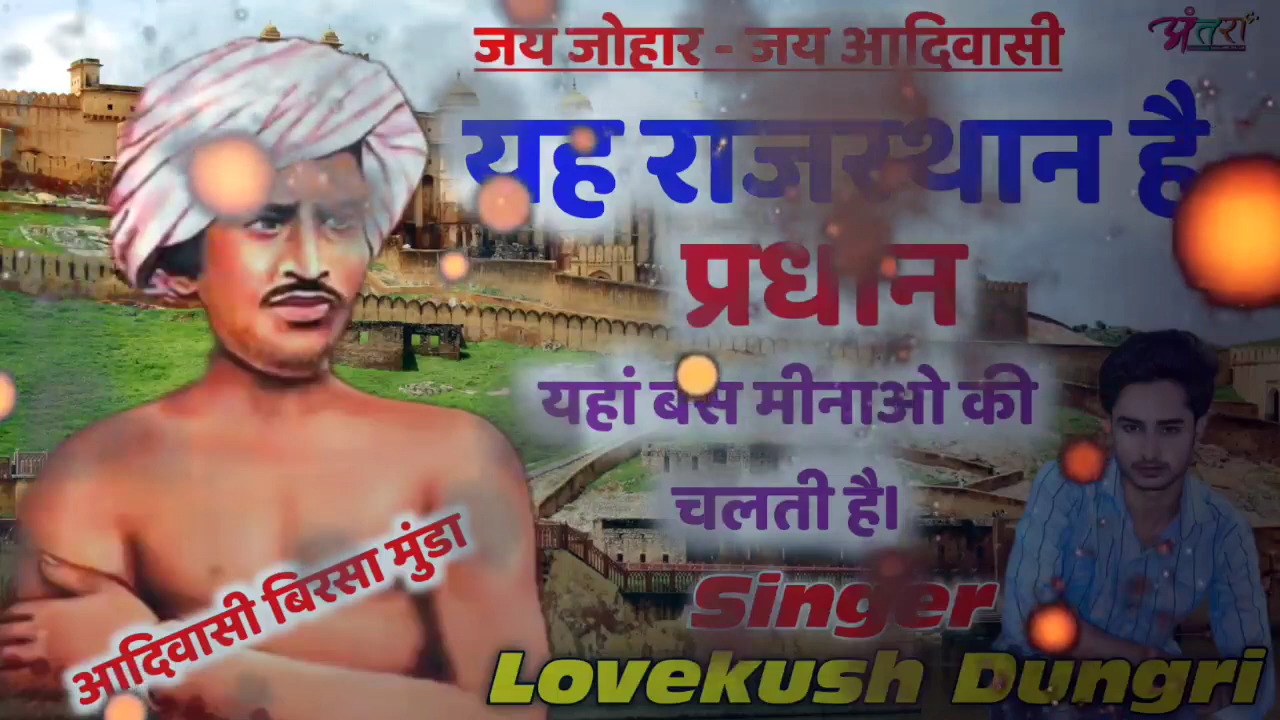 जय जोहार - जय आदिवासी
अंतरा
यह राजस्थान है
प्रधान
यहां बस मीनाओ की
चलती है।
आदिवासी बिरसा मुंडा
Singer
Lovekush Dungri